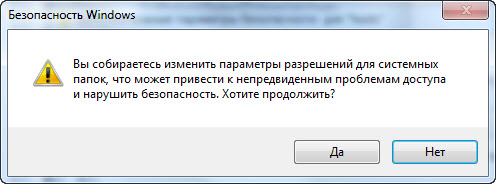 Безопасность Windows
Вы собираетесь изменить параметры разрешений для системных
папок, что может привести к непредвиденным проблемам доступа
и нарушить безопасность. Хотите продолжить?
Да
Нет